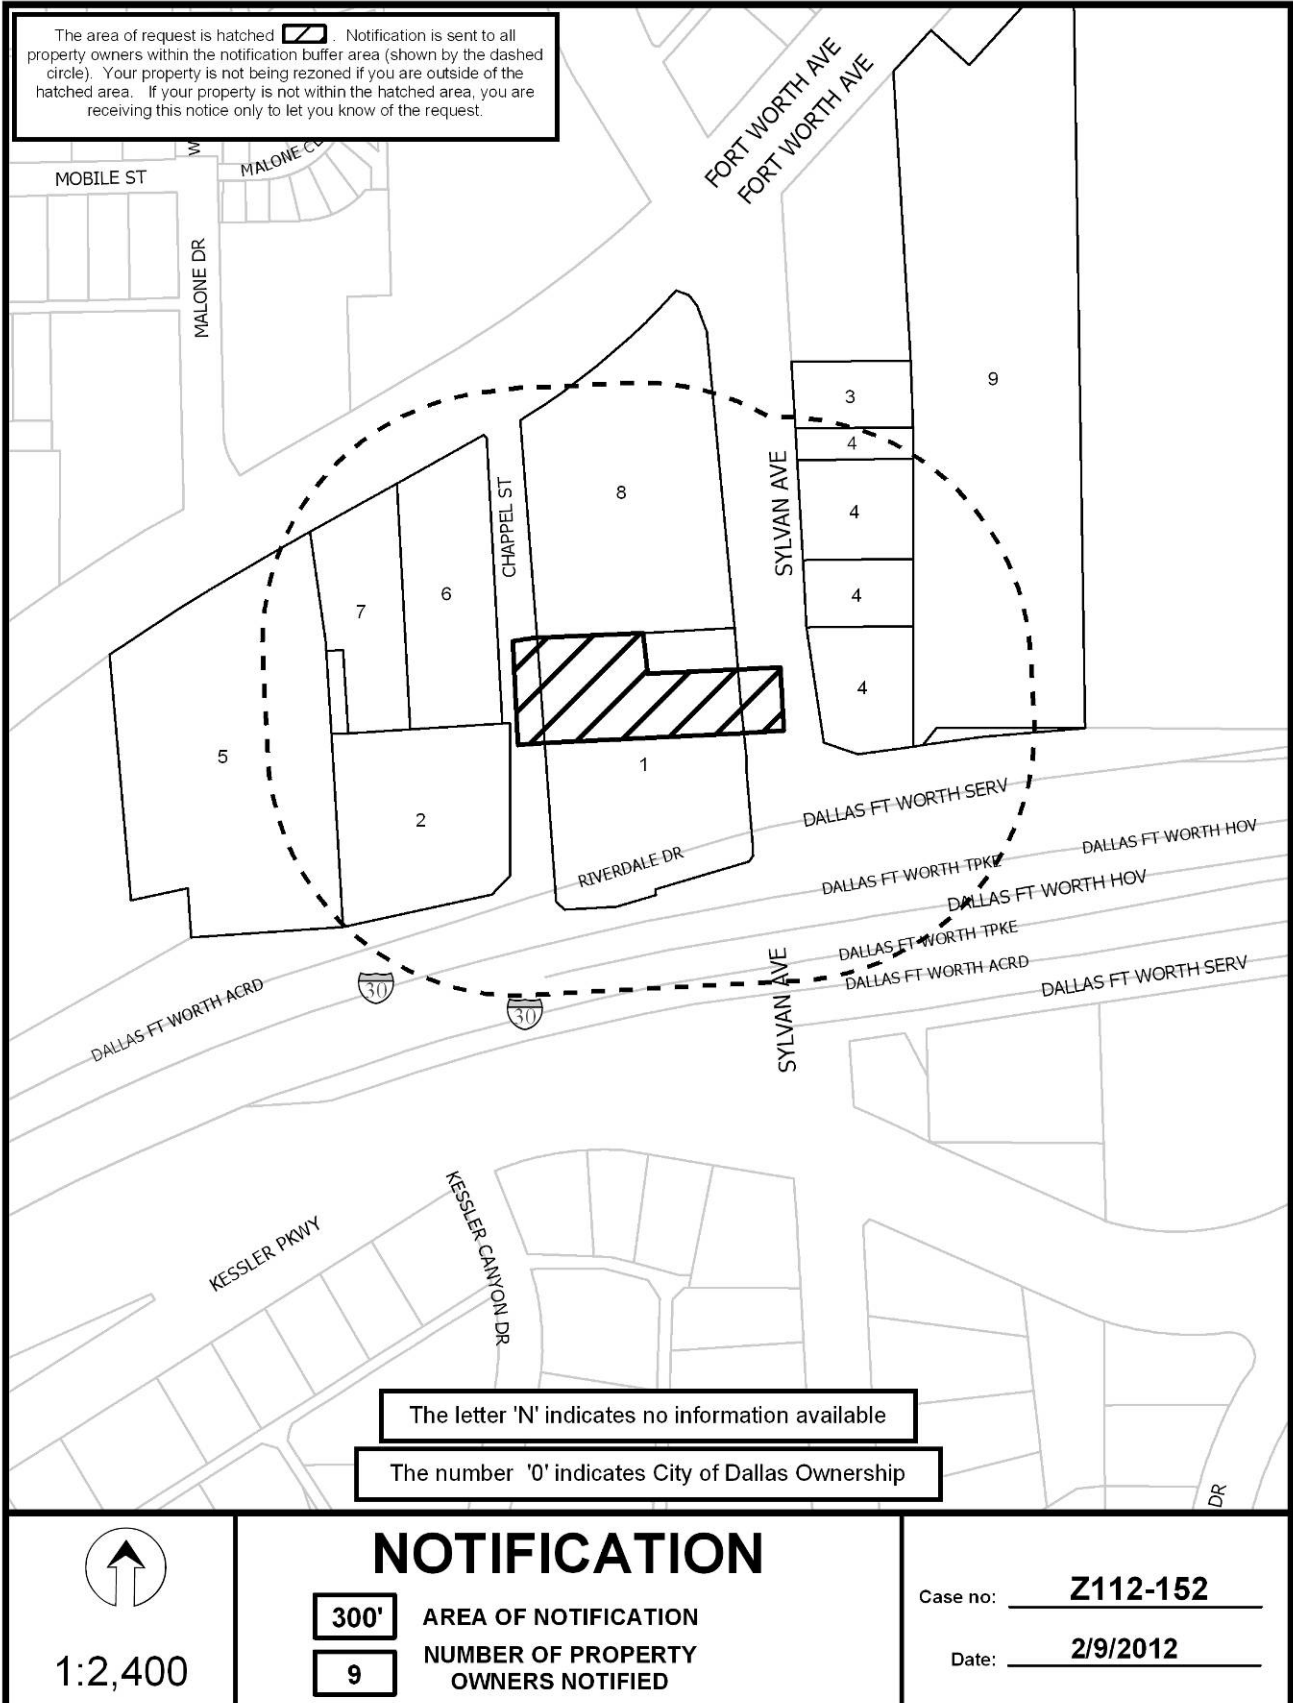 The area of request is hatched . Notification is sent to all
property owners within the notification buffer area (shown by the dashed
circle). Your property is not being rezoned if you are outside of the
hatched area. If your property is not within the hatched area, you are
receiving this notice only to let you know of the request.
FORT WORTH AVE
FORT WORTH AVE
W
MALONE
MOBILE ST
MALONE DR
9
3
4
8
SYLVAN AVE
4
CHAPPEL ST
7
6
4
4
5
1
2
DALLAS FT WORTH SERV
RIVERDALE DR
DALLAS FT WORTH HOV
DALLAS FT WORTH TPKE
DALLAS FT WORTH HOV
DALLAS FT WORTH TPKE
DALLAS FT WORTH ACRD
DALLAS FT WORTH SERV
SYLVAN AVE
30
30
DALLAS FT WORTH ACRD
KESSLER PKWY
KESSLER CANYON DR
The letter 'N' indicates no information available
The number '0' indicates City of Dallas Ownership
DR
1:2,400
NOTIFICATION
300' AREA OF NOTIFICATION
9 NUMBER OF PROPERTY
OWNERS NOTIFIED
Case no: Z112-152
Date: 2/9/2012